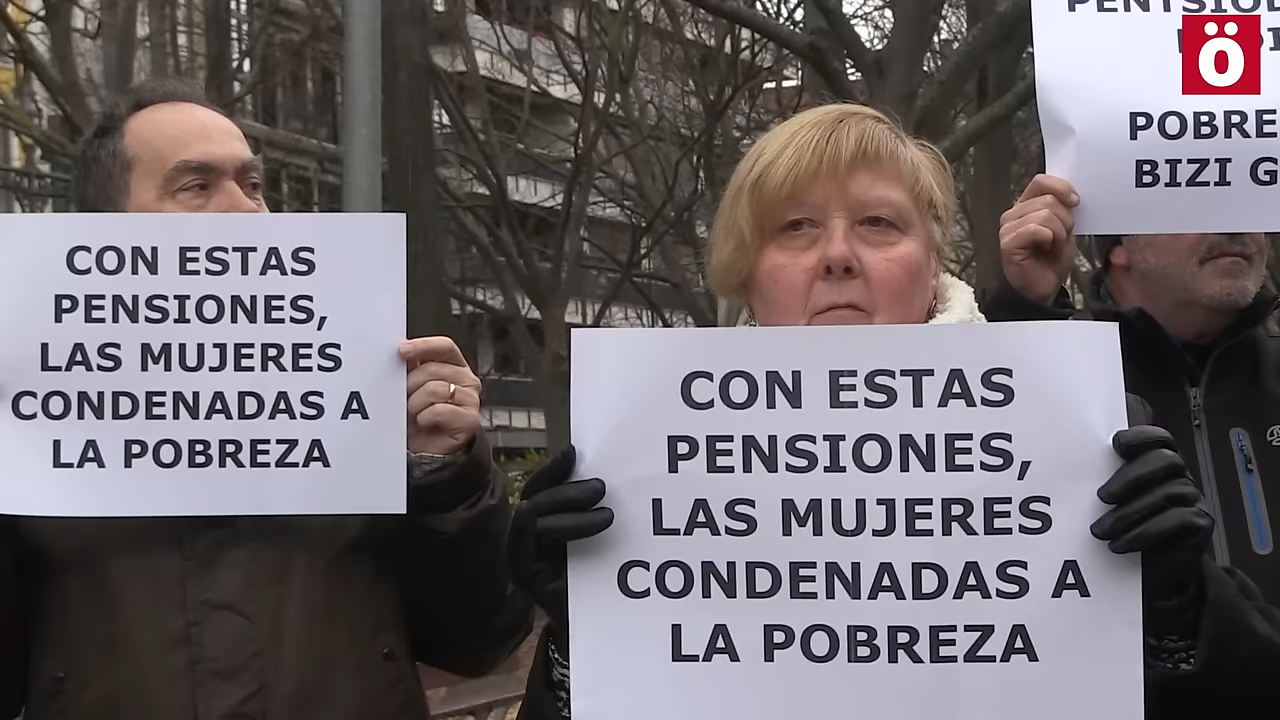 CON ESTAS
PENSIONES,
LAS MUJERES
CONDENADAS A
LA POBREZA
CON ESTAS
PENSIONES,
LAS MUJERES
CONDENADAS A
LA POBREZA
POBRE
BIZI G
ö